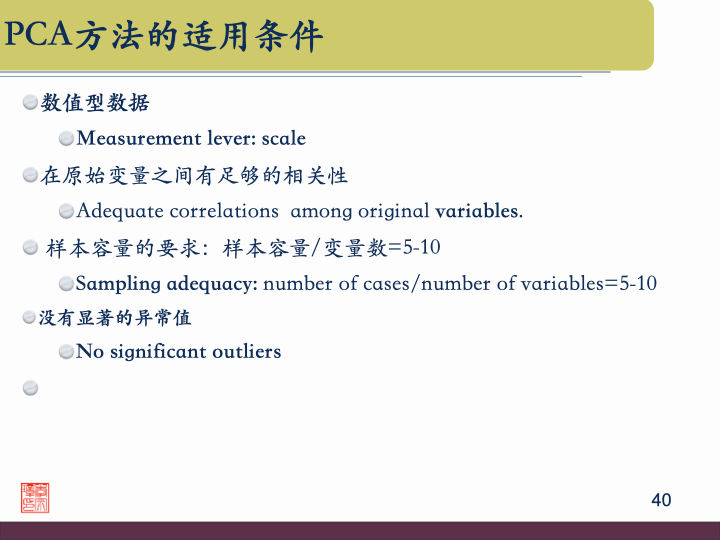 PCA方法的适用条件
数值型数据
Measurement lever: scale
在原始变量之间有足够的相关性
Adequate correlations among original variables.
样本容量的要求：样本容量/变量数=5-10
Sampling adequacy: number of cases/number of variables=5-10
没有显著的异常值
No significant outliers
40